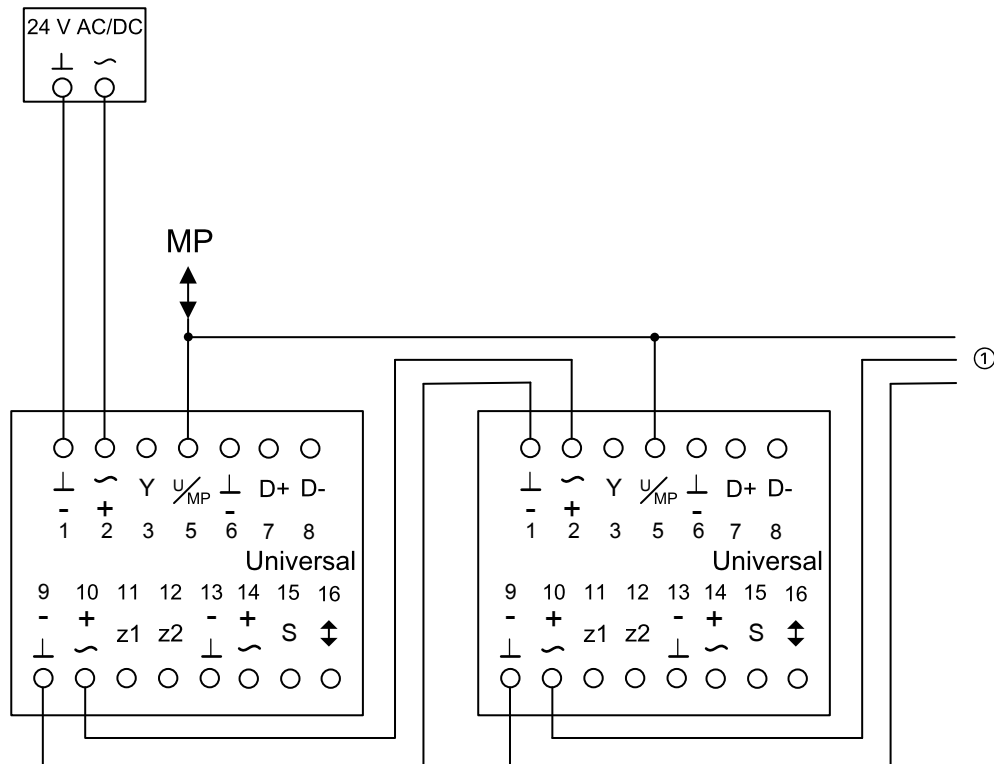 24 V AC/DC
⊥ ~
MP
①
⊥ ~ Y U/MP ⊥ D+ D-
- + -
1 2 3 5 6 7 8
Universal
9 10 11 12 13 14 15 16
- + z1 z2 - + S ↕
⊥ ~ ⊥ ~
⊥ ~ Y U/MP ⊥ D+ D-
- + -
1 2 3 5 6 7 8
Universal
9 10 11 12 13 14 15 16
- + z1 z2 - + S ↕
⊥ ~ ⊥ ~